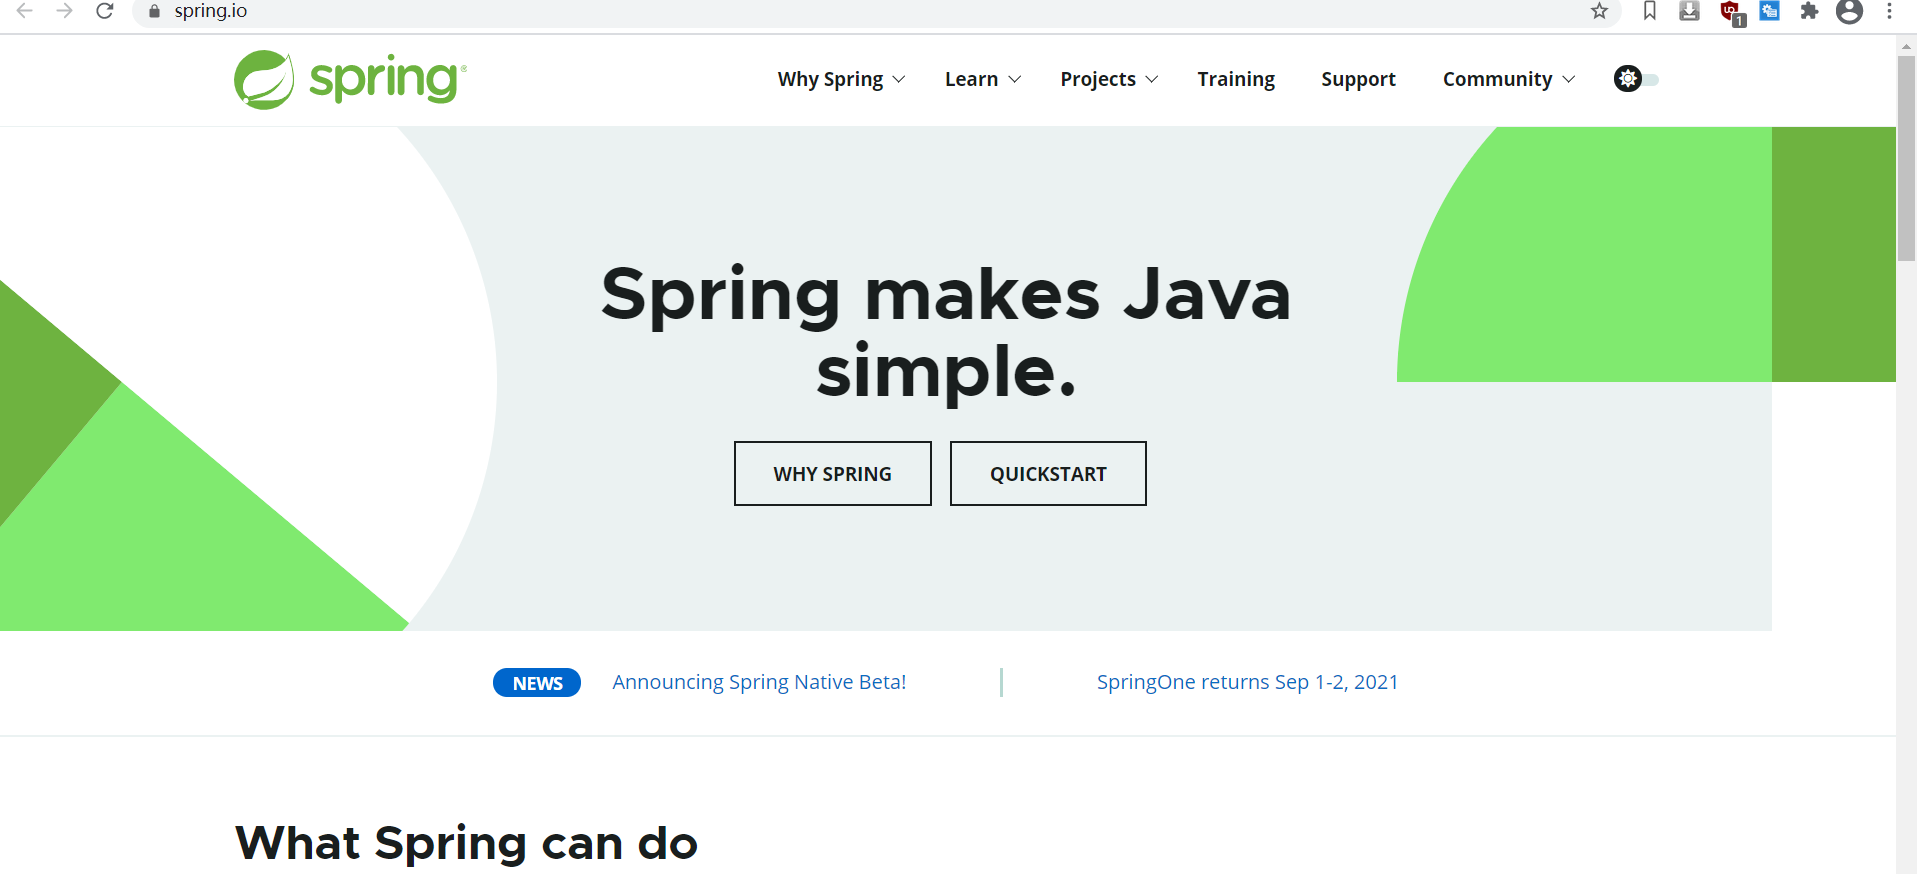 spring.io
1
spring®
Why Spring Learn Projects Training Support Community
Spring makes Java
simple.
WHY SPRING QUICKSTART
NEWS Announcing Spring Native Beta! SpringOne returns Sep 1-2, 2021
What Spring can do